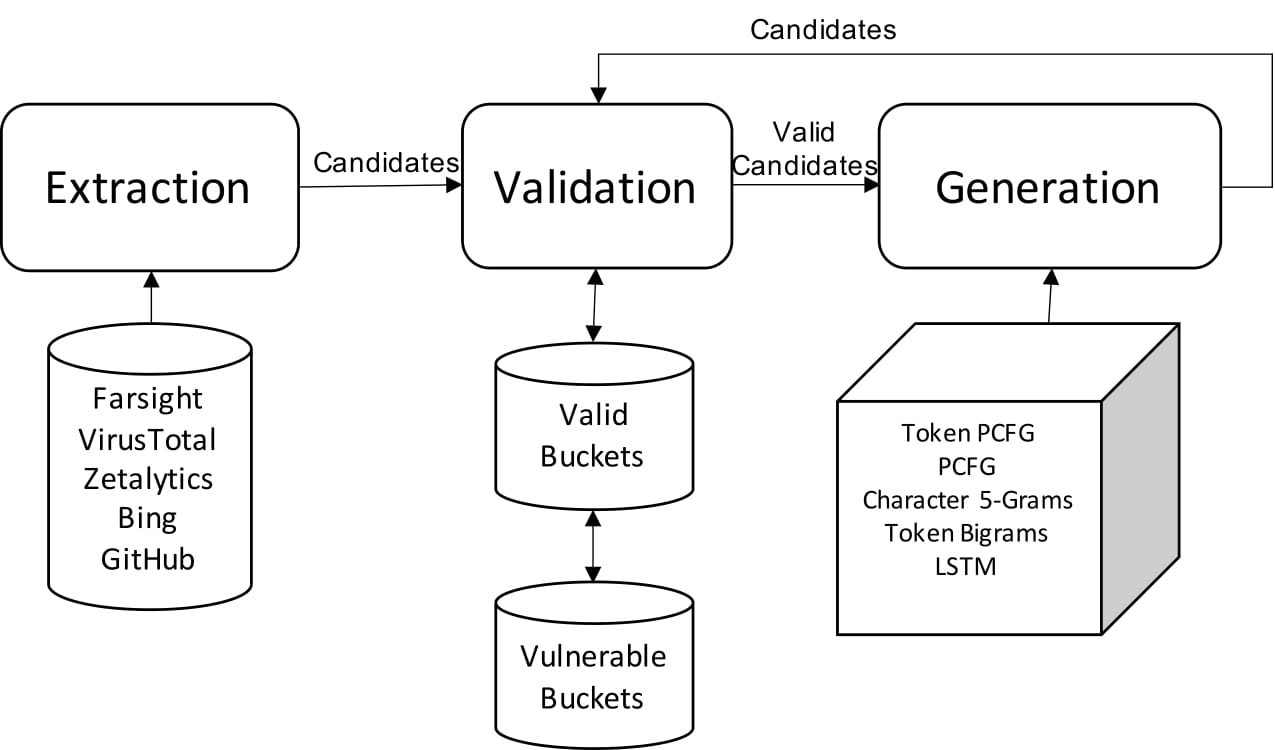 Candidates
Extraction
Candidates
Validation
Valid
Candidates
Generation
Farsight
VirusTotal
Zetalytics
Bing
GitHub
Valid
Buckets
Vulnerable
Buckets
Token PCFG
PCFG
Character 5-Grams
Token Bigrams
LSTM